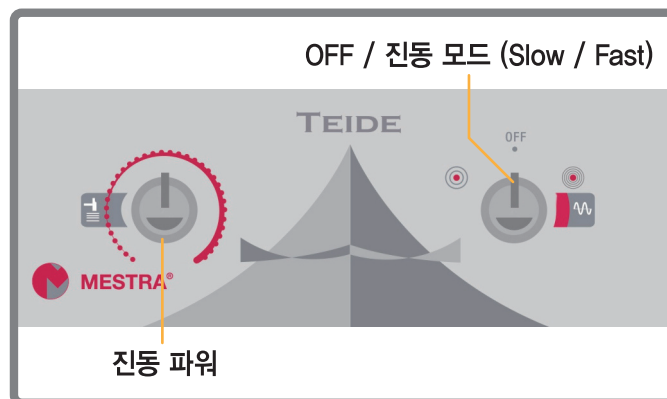 OFF / 진동 모드 (Slow / Fast)
TEIDE
OFF
MESTRA®
진동 파워